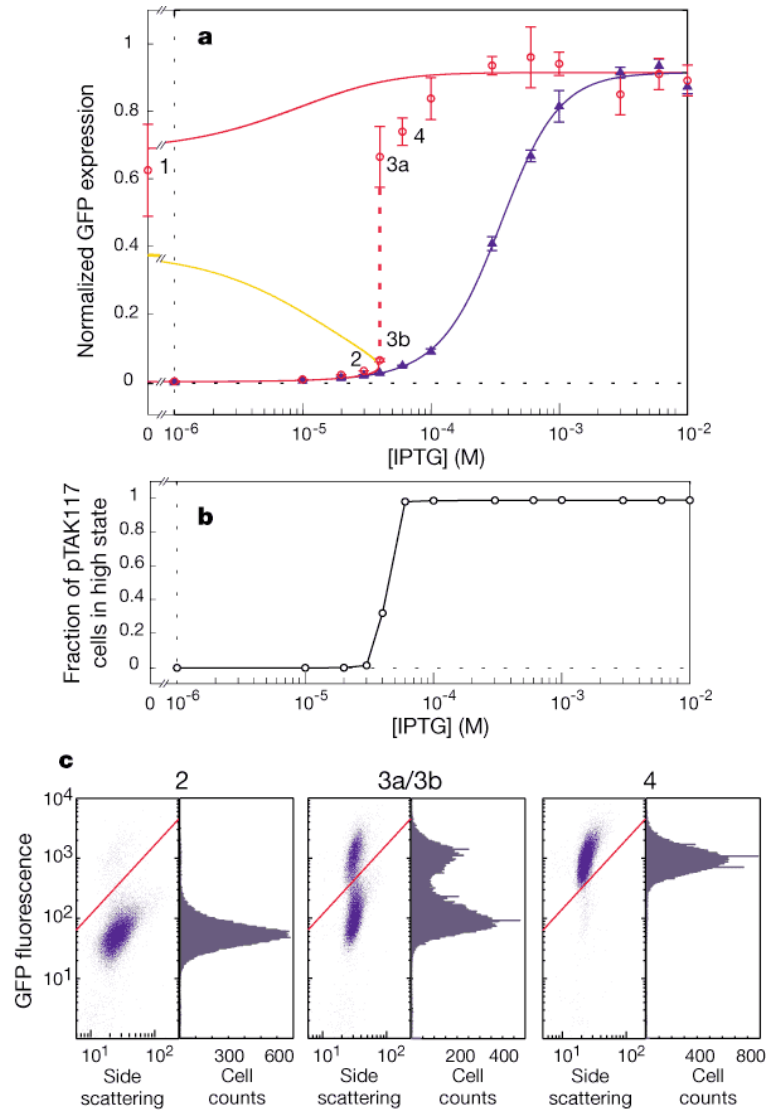 a
Normalized GFP expression
1
0.8
0.6
0.4
0.2
0
1
2
3a
3b
4
0 10-6 10-5 10-4 10-3 10-2
[IPTG] (M)
b
Fraction of pTAK117
cells in high state
1
0.8
0.6
0.4
0.2
0
0 10-6 10-5 10-4 10-3 10-2
[IPTG] (M)
c
2 3a/3b 4
GFP fluorescence
104
103
102
101
101 102 300 600 101 102 200 400 101 102 400 800
Side Cell Side Cell Side Cell
scattering counts scattering counts scattering counts